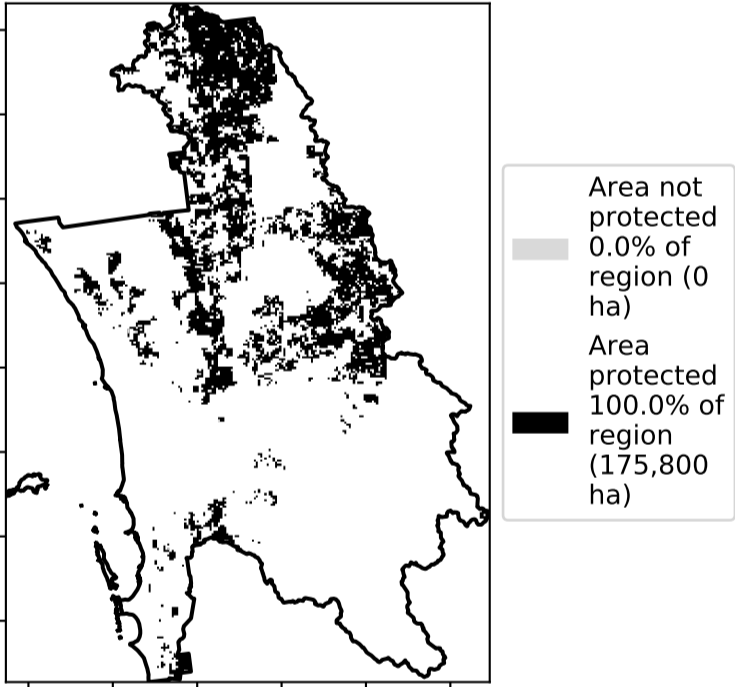 Area not
protected
0.0% of
region (0
ha)
Area
protected
100.0% of
region
(175,800
ha)